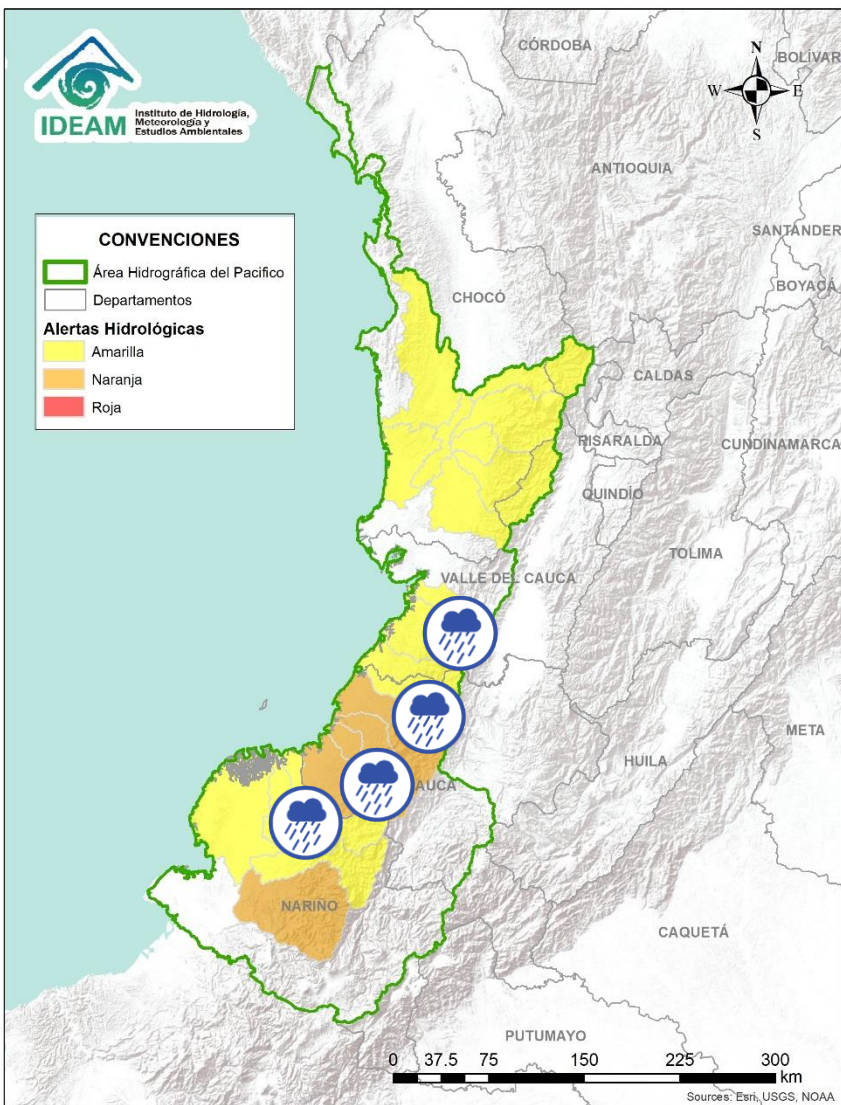 IDEAM
Instituto de Hidrología,
Meteorología y
Estudios Ambientales
N
W
E
S
CONVENCIONES
Área Hidrográfica del Pacifico
Departamentos
Alertas Hidrológicas
Amarilla
Naranja
Roja
CÓRDOBA
BOLÍVAR
ANTIOQUIA
SANTANDER
BOYACÁ
CHOCÓ
CALDAS
RISARALDA
CUNDINAMARCA
QUINDÍO
TOLIMA
VALLE DEL CAUCA
META
HUILA
AUCA
NARIÑO
CAQUETÁ
PUTUMAYO
0 37.5 75 150 225 300
km
Sources: Esri, USGS, NOAA